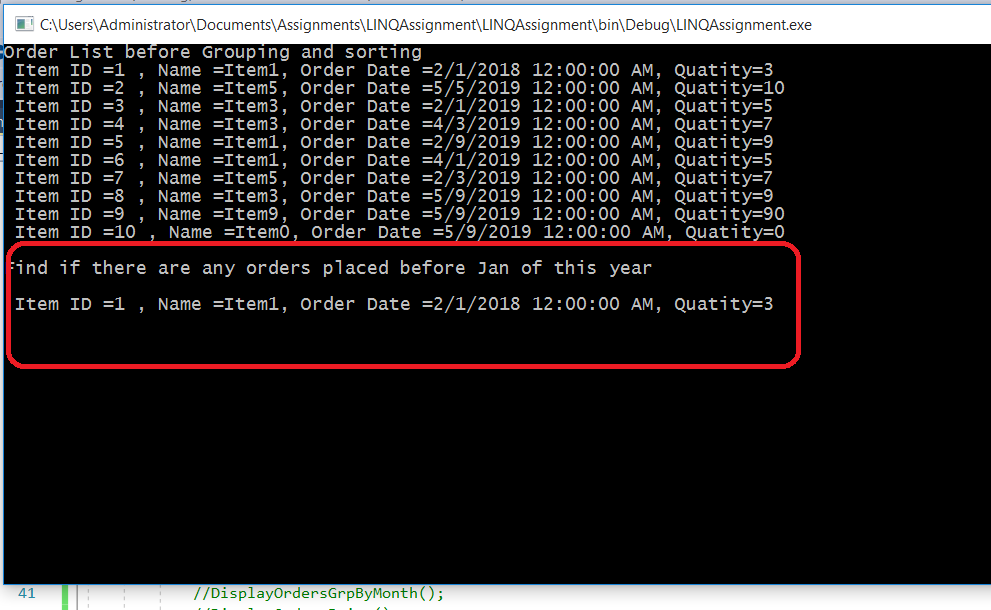 C:\Users\Administrator\Documents\Assignments\LINQAssignment\LINQAssignment\bin\Debug\LINQAssignment.exe
Order List before Grouping and sorting
Item ID =1 , Name =Item1, Order Date =2/1/2018 12:00:00 AM, Quatity=3
Item ID =2 , Name =Item5, Order Date =5/5/2019 12:00:00 AM, Quatity=10
Item ID =3 , Name =Item3, Order Date =2/1/2019 12:00:00 AM, Quatity=5
Item ID =4 , Name =Item3, Order Date =4/3/2019 12:00:00 AM, Quatity=7
Item ID =5 , Name =Item1, Order Date =2/9/2019 12:00:00 AM, Quatity=9
Item ID =6 , Name =Item1, Order Date =4/1/2019 12:00:00 AM, Quatity=5
Item ID =7 , Name =Item5, Order Date =2/3/2019 12:00:00 AM, Quatity=7
Item ID =8 , Name =Item3, Order Date =5/9/2019 12:00:00 AM, Quatity=9
Item ID =9 , Name =Item9, Order Date =5/9/2019 12:00:00 AM, Quatity=90
Item ID =10 , Name =Item0, Order Date =5/9/2019 12:00:00 AM, Quatity=0
Find if there are any orders placed before Jan of this year
Item ID =1 , Name =Item1, Order Date =2/1/2018 12:00:00 AM, Quatity=3
41 //DisplayOrdersGrpByMonth();